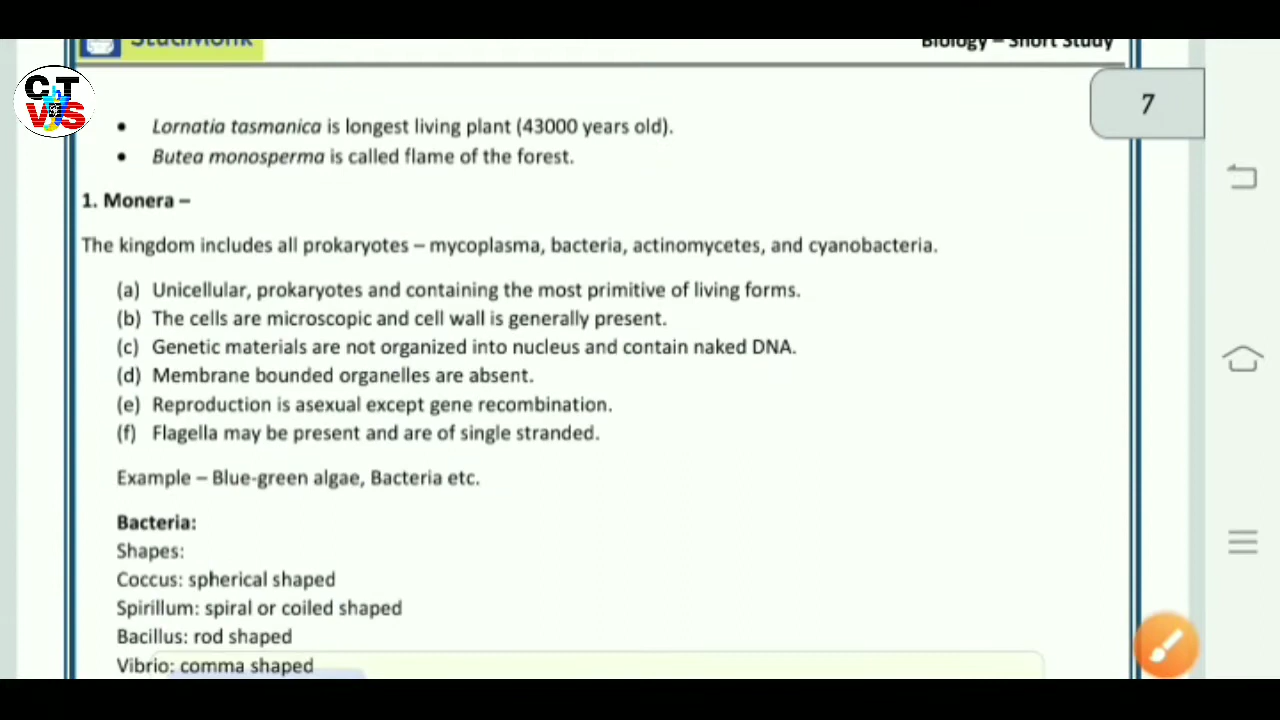 StudiMonk
Biology – Short Study
CTVS
7
• Lornatia tasmanica is longest living plant (43000 years old).
• Butea monosperma is called flame of the forest.
1. Monera –
The kingdom includes all prokaryotes – mycoplasma, bacteria, actinomycetes, and cyanobacteria.
(a) Unicellular, prokaryotes and containing the most primitive of living forms.
(b) The cells are microscopic and cell wall is generally present.
(c) Genetic materials are not organized into nucleus and contain naked DNA.
(d) Membrane bounded organelles are absent.
(e) Reproduction is asexual except gene recombination.
(f) Flagella may be present and are of single stranded.
Example – Blue-green algae, Bacteria etc.
Bacteria:
Shapes:
Coccus: spherical shaped
Spirillum: spiral or coiled shaped
Bacillus: rod shaped
Vibrio: comma shaped